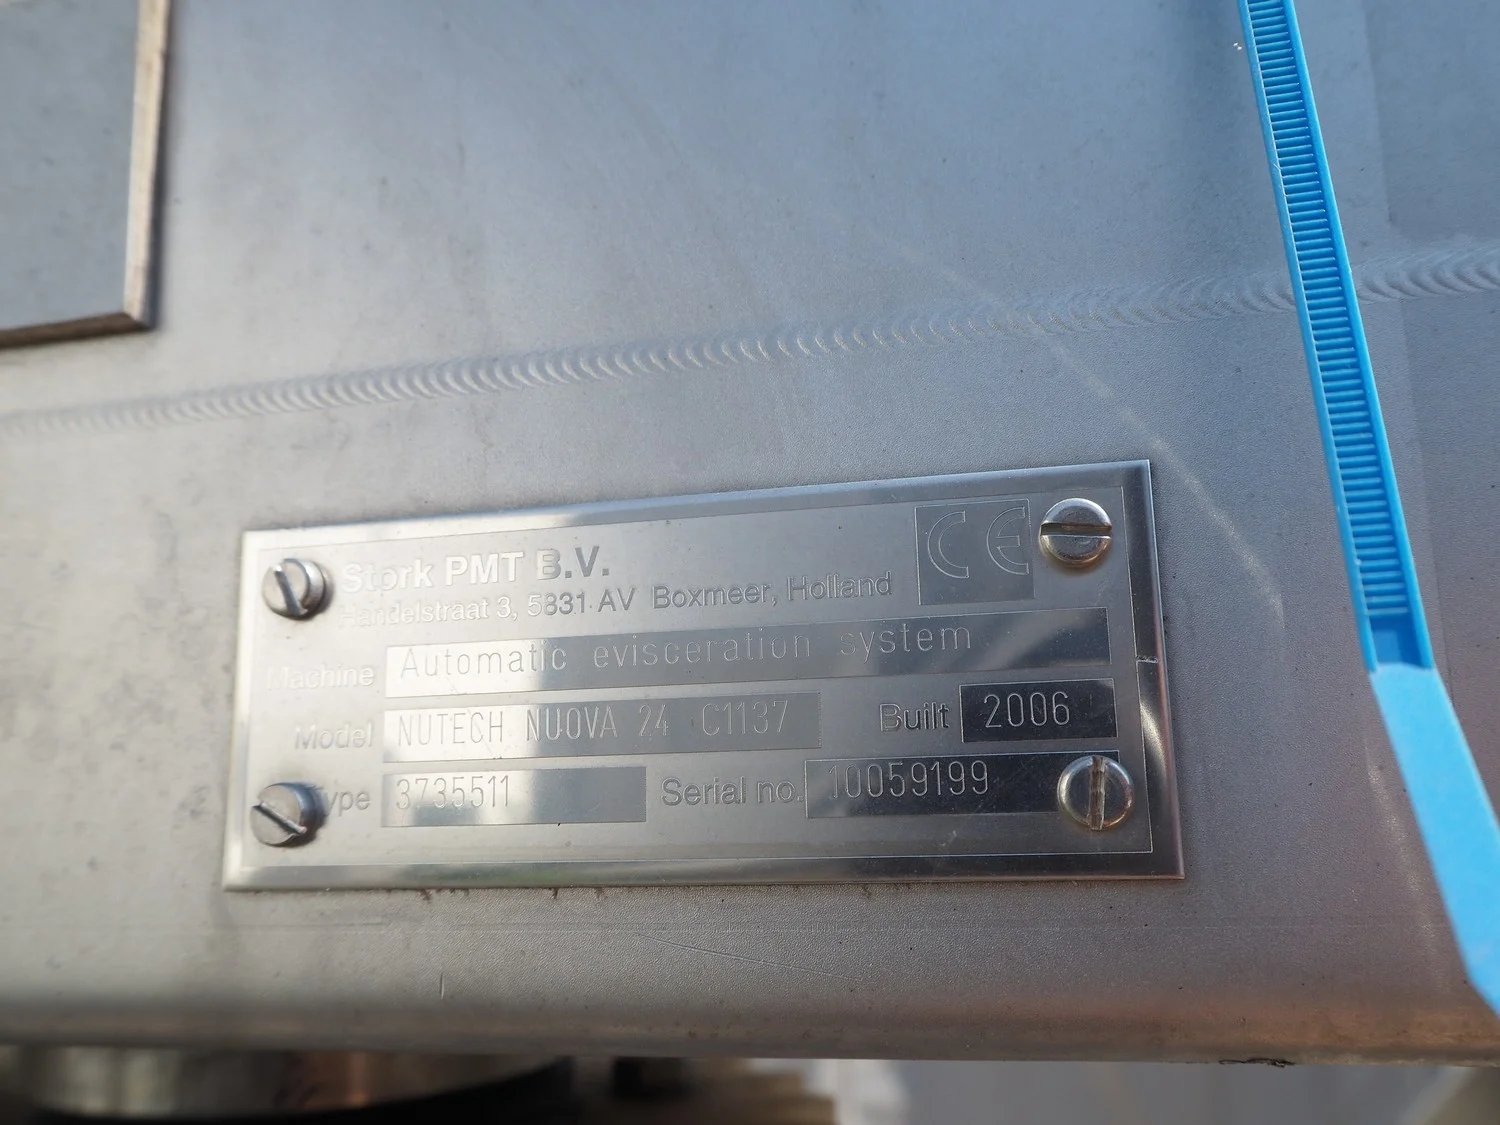 Stork PMT B.V.
Handelstraat 3, 5831 AV Boxmeer, Holland
CE
Machine Automatic evisceration system
Model NUTECH NUOVA 24 C1137 Built 2006
Type 3735511 Serial no. 10059199